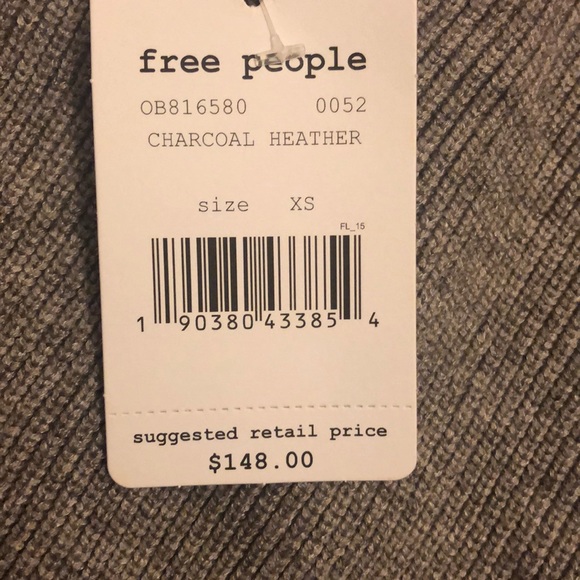 free people
OB816580 0052
CHARCOAL HEATHER
size XS
FL_15
1 90380 43385 4
suggested retail price
$148.00